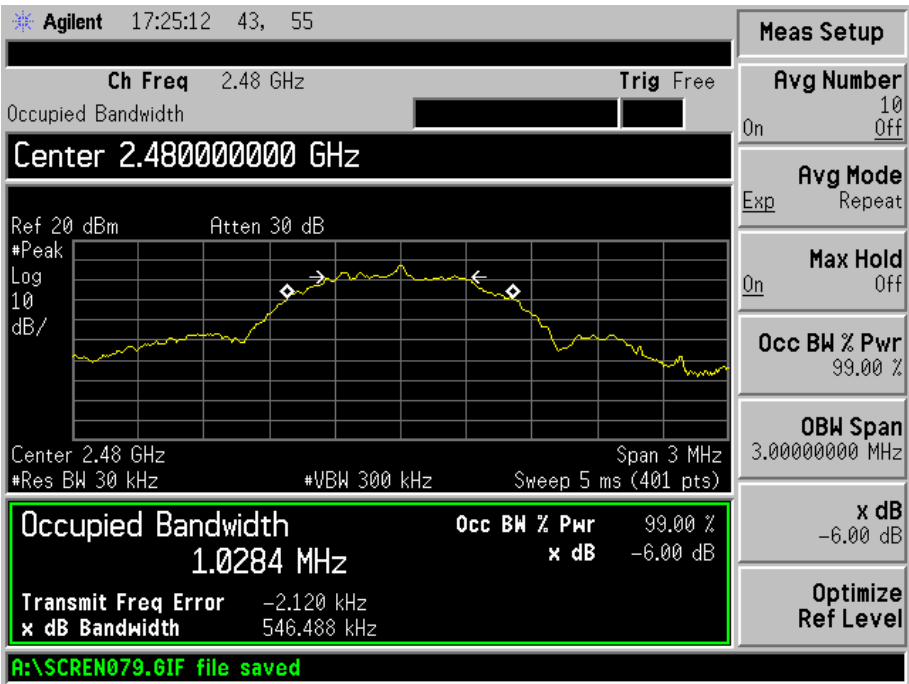 Agilent 17:25:12 43, 55
Meas Setup
Ch Freq 2.48 GHz Trig Free
Occupied Bandwidth
Avg Number
10
On Off
Center 2.480000000 GHz
Avg Mode
Exp Repeat
Ref 20 dBm Atten 30 dB
#Peak
Log
10
dB/
Max Hold
On Off
Occ BW % Pwr
99.00 %
OBW Span
3.00000000 MHz
Center 2.48 GHz Span 3 MHz
#Res BW 30 kHz #VBW 300 kHz Sweep 5 ms (401 pts)
x dB
-6.00 dB
Occupied Bandwidth Occ BW % Pwr 99.00 %
1.0284 MHz x dB -6.00 dB
Transmit Freq Error -2.120 kHz
x dB Bandwidth 546.488 kHz
Optimize
Ref Level
A:\SCREN079.GIF file saved